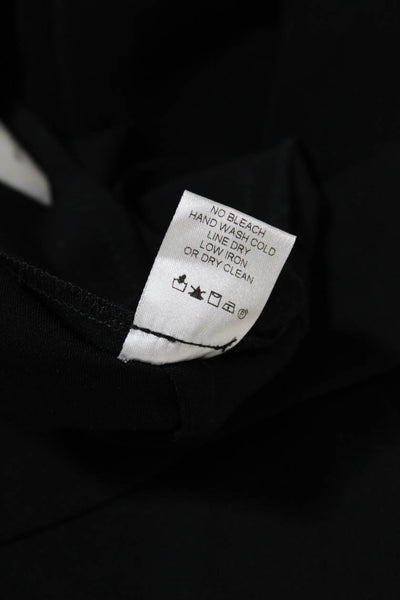 NO BLEACH
HAND WASH COLD
LINE DRY
LOW IRON
OR DRY CLEAN